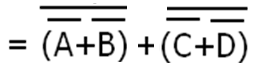 = (A+B) + (C+D)